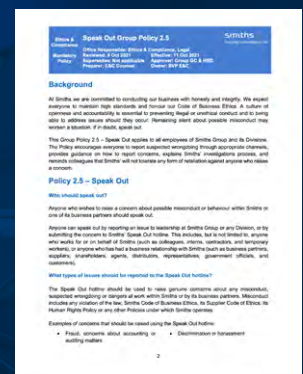 Ethics &
Compliance
Mandatory
Policy
Speak Out Group Policy 2.5
Office Responsible: Ethics & Compliance, Legal
Reviewed: 8 Oct 2021 Effective: 11 Oct 2021
Supersedes: Not applicable Approver: Group GC & HRD
Preparer: E&C Counsel Owner: SVP E&C
smiths
Background
At Smiths we are committed to conducting our business with honesty and integrity. We expect
everyone to maintain high standards and honour our Code of Business Ethics. A culture of
openness and accountability is essential to preventing illegal or unethical conduct and to being
able to address issues should they occur. Remaining silent about possible misconduct may
worsen a situation. If in doubt, speak out.
This Group Policy 2.5 – Speak Out applies to all employees of Smiths Group and its Divisions.
The Policy encourages everyone to report suspected wrongdoing through appropriate channels,
provides guidance on how to report concerns, explains Smiths' investigations process, and
reminds colleagues that Smiths' will not tolerate any form of retaliation against anyone who raises
a concern.
Policy 2.5 – Speak Out
Who should speak out?
Anyone who wishes to raise a concern about possible misconduct or behaviour within Smiths or
one of its business partners should speak out.
Anyone can speak out by reporting an issue to leadership at Smiths Group or any Division, or by
submitting the concern to Smiths' Speak Out hotline. This includes, but is not limited to, anyone
who works for or on behalf of Smiths (such as colleagues, interns, contractors, and temporary
workers), or anyone who has had a business relationship with Smiths (such as business partners,
suppliers, shareholders, agents, distributors, representatives, government officials, and
customers).
What types of issues should be reported to the Speak Out hotline?
The Speak Out hotline should be used to raise genuine concerns about any misconduct,
suspected wrongdoing or dangers at work within Smiths or by its business partners. Misconduct
includes any violation of the law, Smiths Code of Business Ethics, its Supplier Code of Ethics, its
Human Rights Policy or any other Policies under which Smiths operates.
Examples of concerns that should be raised using the Speak Out hotline:
• Fraud, concerns about accounting or
auditing matters
• Discrimination or harassment
2